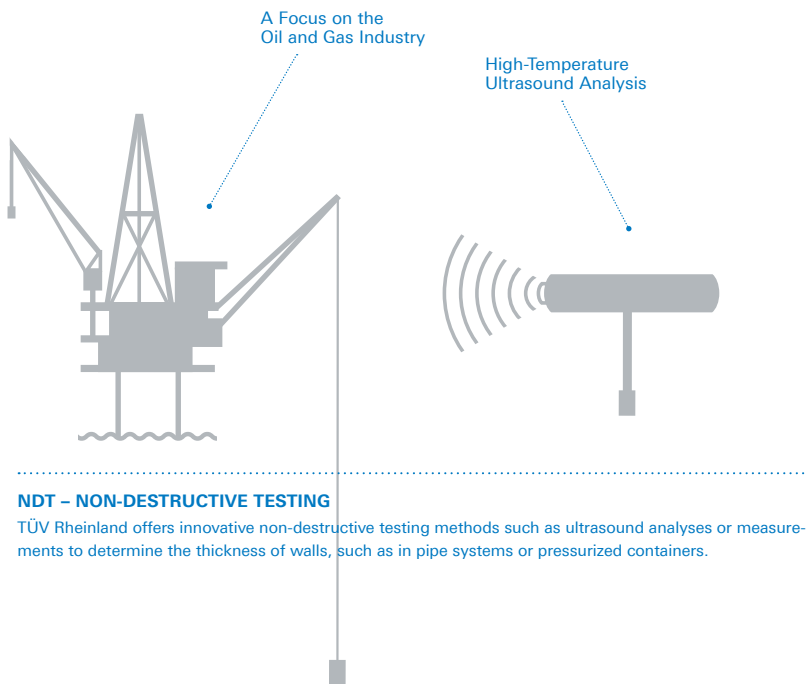 A Focus on the
Oil and Gas Industry
High-Temperature
Ultrasound Analysis
NDT – NON-DESTRUCTIVE TESTING
TÜV Rheinland offers innovative non-destructive testing methods such as ultrasound analyses or measure-
ments to determine the thickness of walls, such as in pipe systems or pressurized containers.